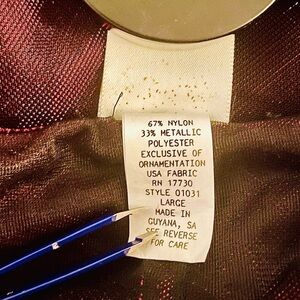 67% NYLON
33% METALLIC
POLYESTER
EXCLUSIVE OF
ORNAMENTATION
USA FABRIC
RN 17730
STYLE 01031
LARGE
MADE IN
GUYANA, SA
SEE REVERSE
FOR CARE